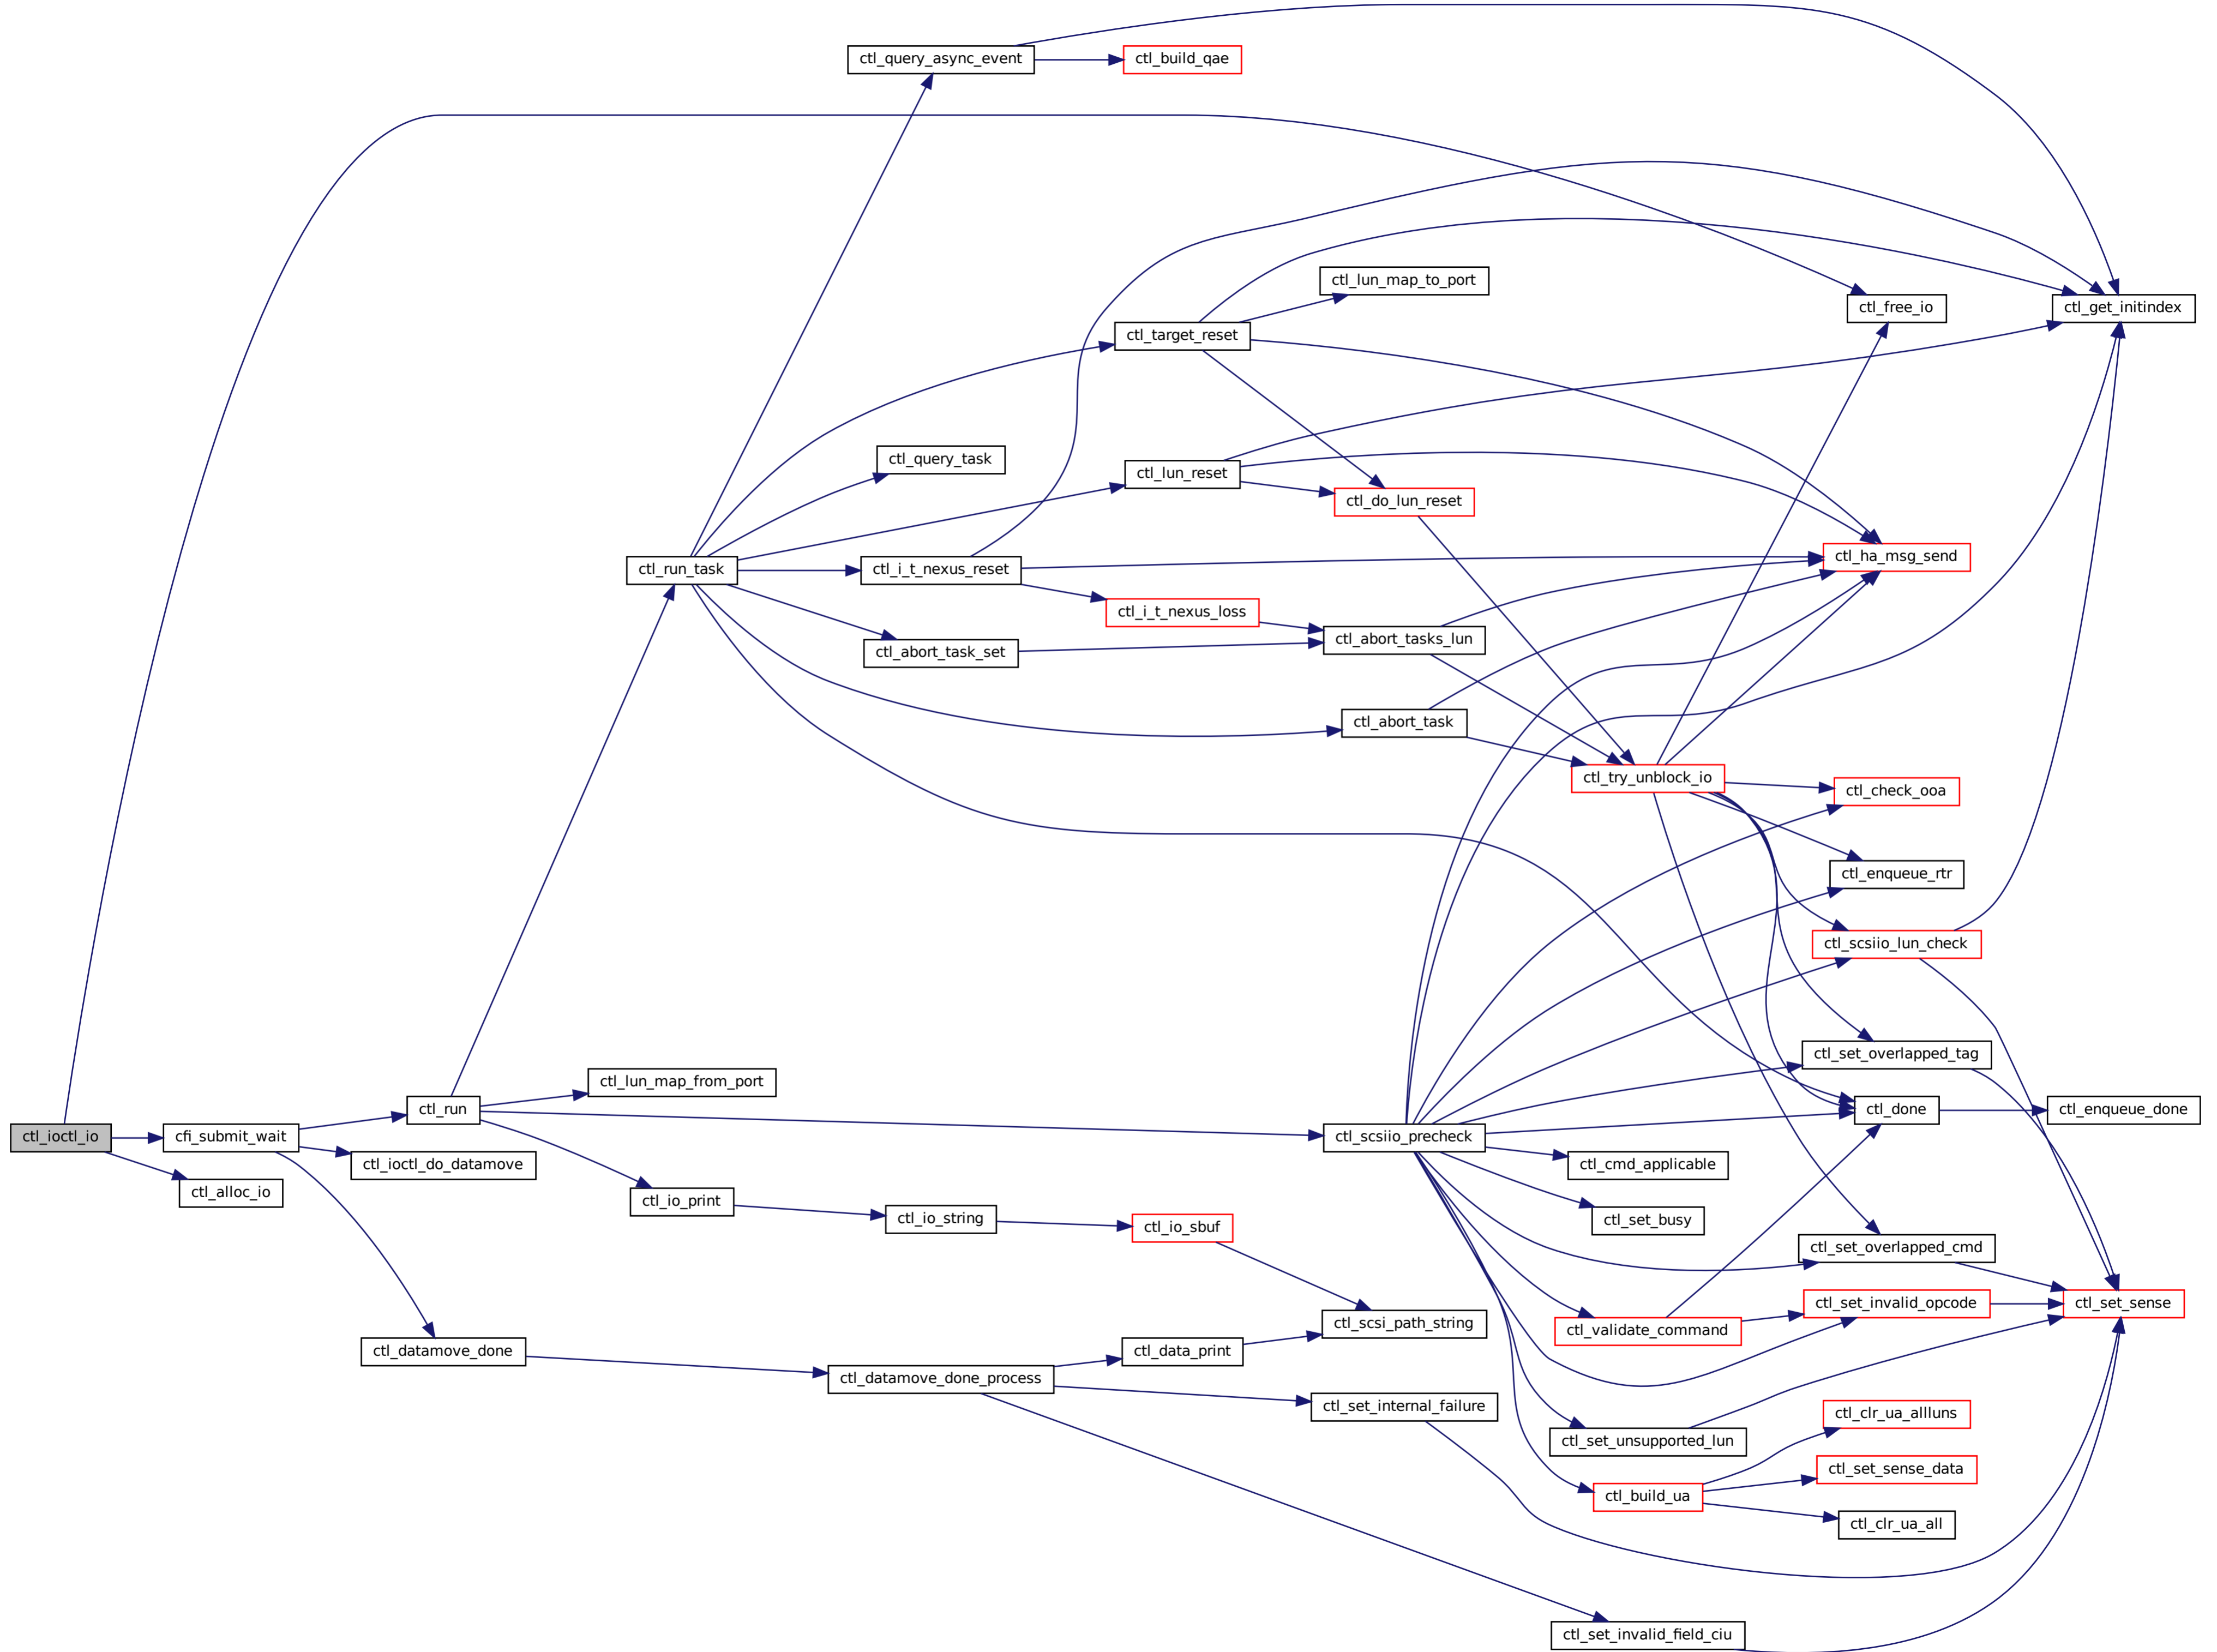 ctl_query_async_event
ctl_build_qae
ctl_lun_map_to_port
ctl_free_io
ctl_get_initindex
ctl_target_reset
ctl_query_task
ctl_lun_reset
ctl_do_lun_reset
ctl_run_task
ctl_i_t_nexus_reset
ctl_ha_msg_send
ctl_i_t_nexus_loss
ctl_abort_task_set
ctl_abort_tasks_lun
ctl_abort_task
ctl_try_unblock_io
ctl_check_ooa
ctl_enqueue_rtr
ctl_scsiio_lun_check
ctl_set_overlapped_tag
ctl_lun_map_from_port
ctl_run
ctl_done
ctl_enqueue_done
ctl_ioctl_io
cfi_submit_wait
ctl_scsiio_precheck
ctl_ioctl_do_datamove
ctl_cmd_applicable
ctl_alloc_io
ctl_io_print
ctl_io_string
ctl_io_sbuf
ctl_set_busy
ctl_set_overlapped_cmd
ctl_set_invalid_opcode
ctl_set_sense
ctl_scsi_path_string
ctl_validate_command
ctl_datamove_done
ctl_data_print
ctl_datamove_done_process
ctl_set_internal_failure
ctl_clr_ua_allluns
ctl_set_unsupported_lun
ctl_set_sense_data
ctl_build_ua
ctl_clr_ua_all
ctl_set_invalid_field_ciu